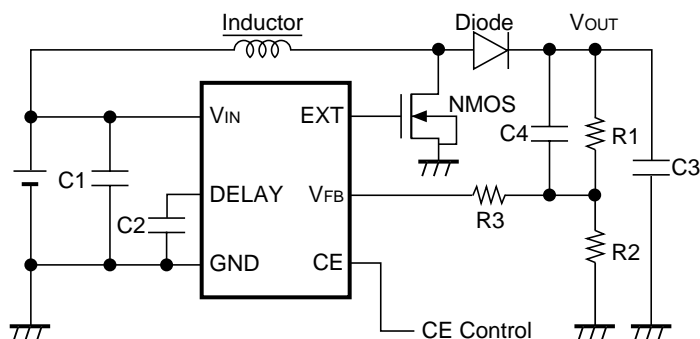 Inductor
Diode
VOUT
VIN
EXT
NMOS
C4
R1
C1
C3
DELAY
VFB
C2
R3
R2
GND
CE
CE Control